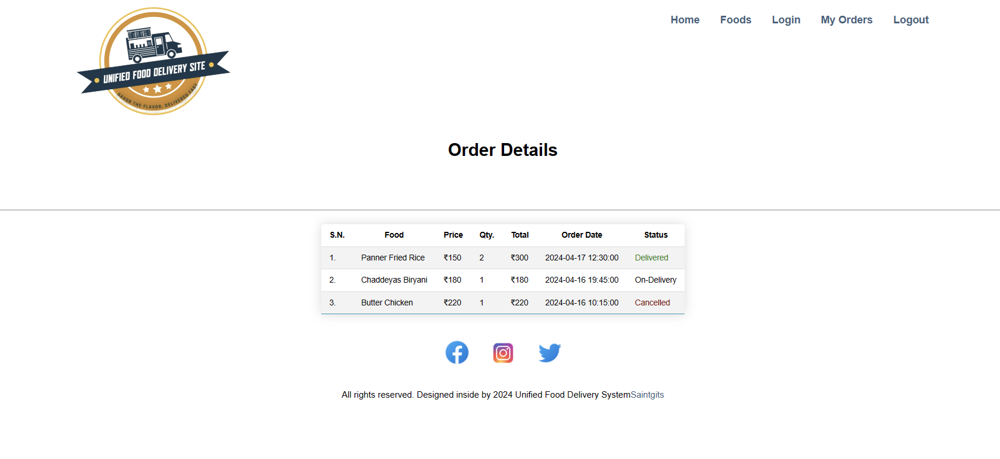 UNIFIED FOOD DELIVERY SITE
SAVOR THE FLAVOR, DELIVERED FAST
Home Foods Login My Orders Logout
Order Details
S.N. Food Price Qty. Total Order Date Status
1. Panner Fried Rice ₹150 2 ₹300 2024-04-17 12:30:00 Delivered
2. Chaddeyas Biryani ₹180 1 ₹180 2024-04-16 19:45:00 On-Delivery
3. Butter Chicken ₹220 1 ₹220 2024-04-16 10:15:00 Cancelled
All rights reserved. Designed inside by 2024 Unified Food Delivery SystemSaintgits